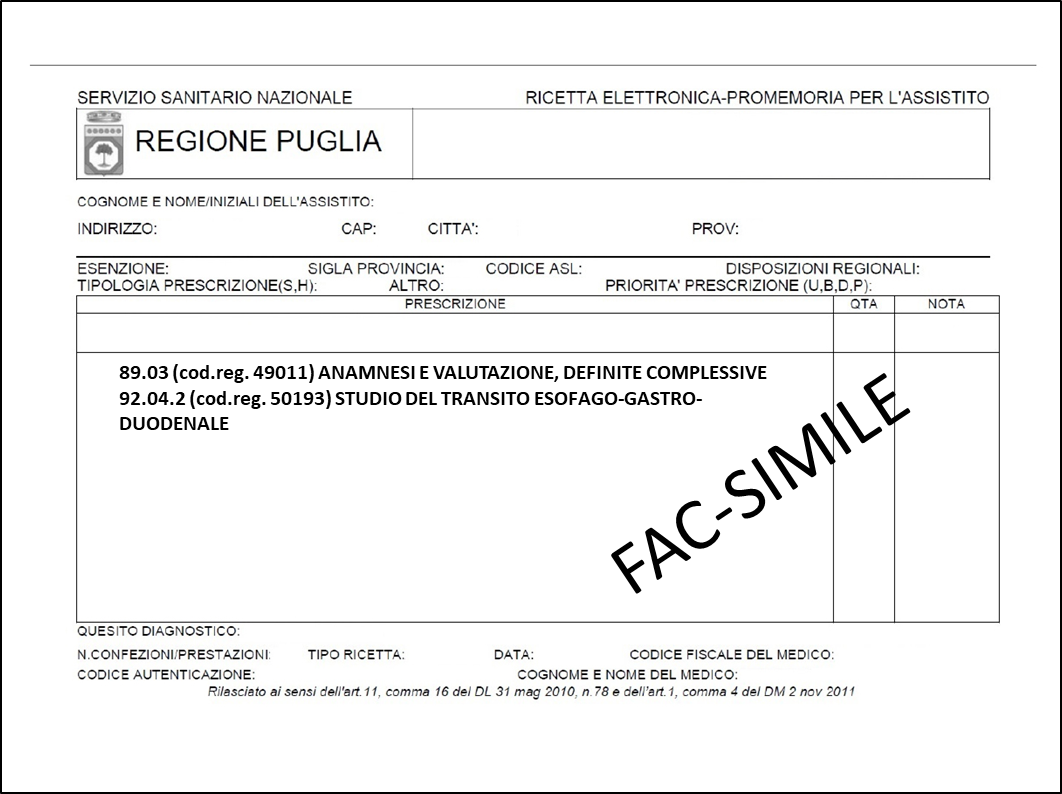 SERVIZIO SANITARIO NAZIONALE RICETTA ELETTRONICA-PROMEMORIA PER L'ASSISTITO
REGIONE PUGLIA
COGNOME E NOME/INIZIALI DELL'ASSISTITO:
INDIRIZZO: CAP: CITTA': PROV:
ESENZIONE: SIGLA PROVINCIA: CODICE ASL: DISPOSIZIONI REGIONALI:
TIPOLOGIA PRESCRIZIONE(S,H): ALTRO: PRIORITA' PRESCRIZIONE (U,B,D,P):
PRESCRIZIONE QTA NOTA
89.03 (cod.reg. 49011) ANAMNESI E VALUTAZIONE, DEFINITE COMPLESSIVE
92.04.2 (cod.reg. 50193) STUDIO DEL TRANSITO ESOFAGO-GASTRO-
DUODENALE
FAC-SIMILE
QUESITO DIAGNOSTICO:
N.CONFEZIONI/PRESTAZIONI: TIPO RICETTA: DATA: CODICE FISCALE DEL MEDICO:
CODICE AUTENTICAZIONE: COGNOME E NOME DEL MEDICO:
Rilasciato ai sensi dell'art.11, comma 16 del DL 31 mag 2010, n.78 e dell'art.1, comma 4 del DM 2 nov 2011